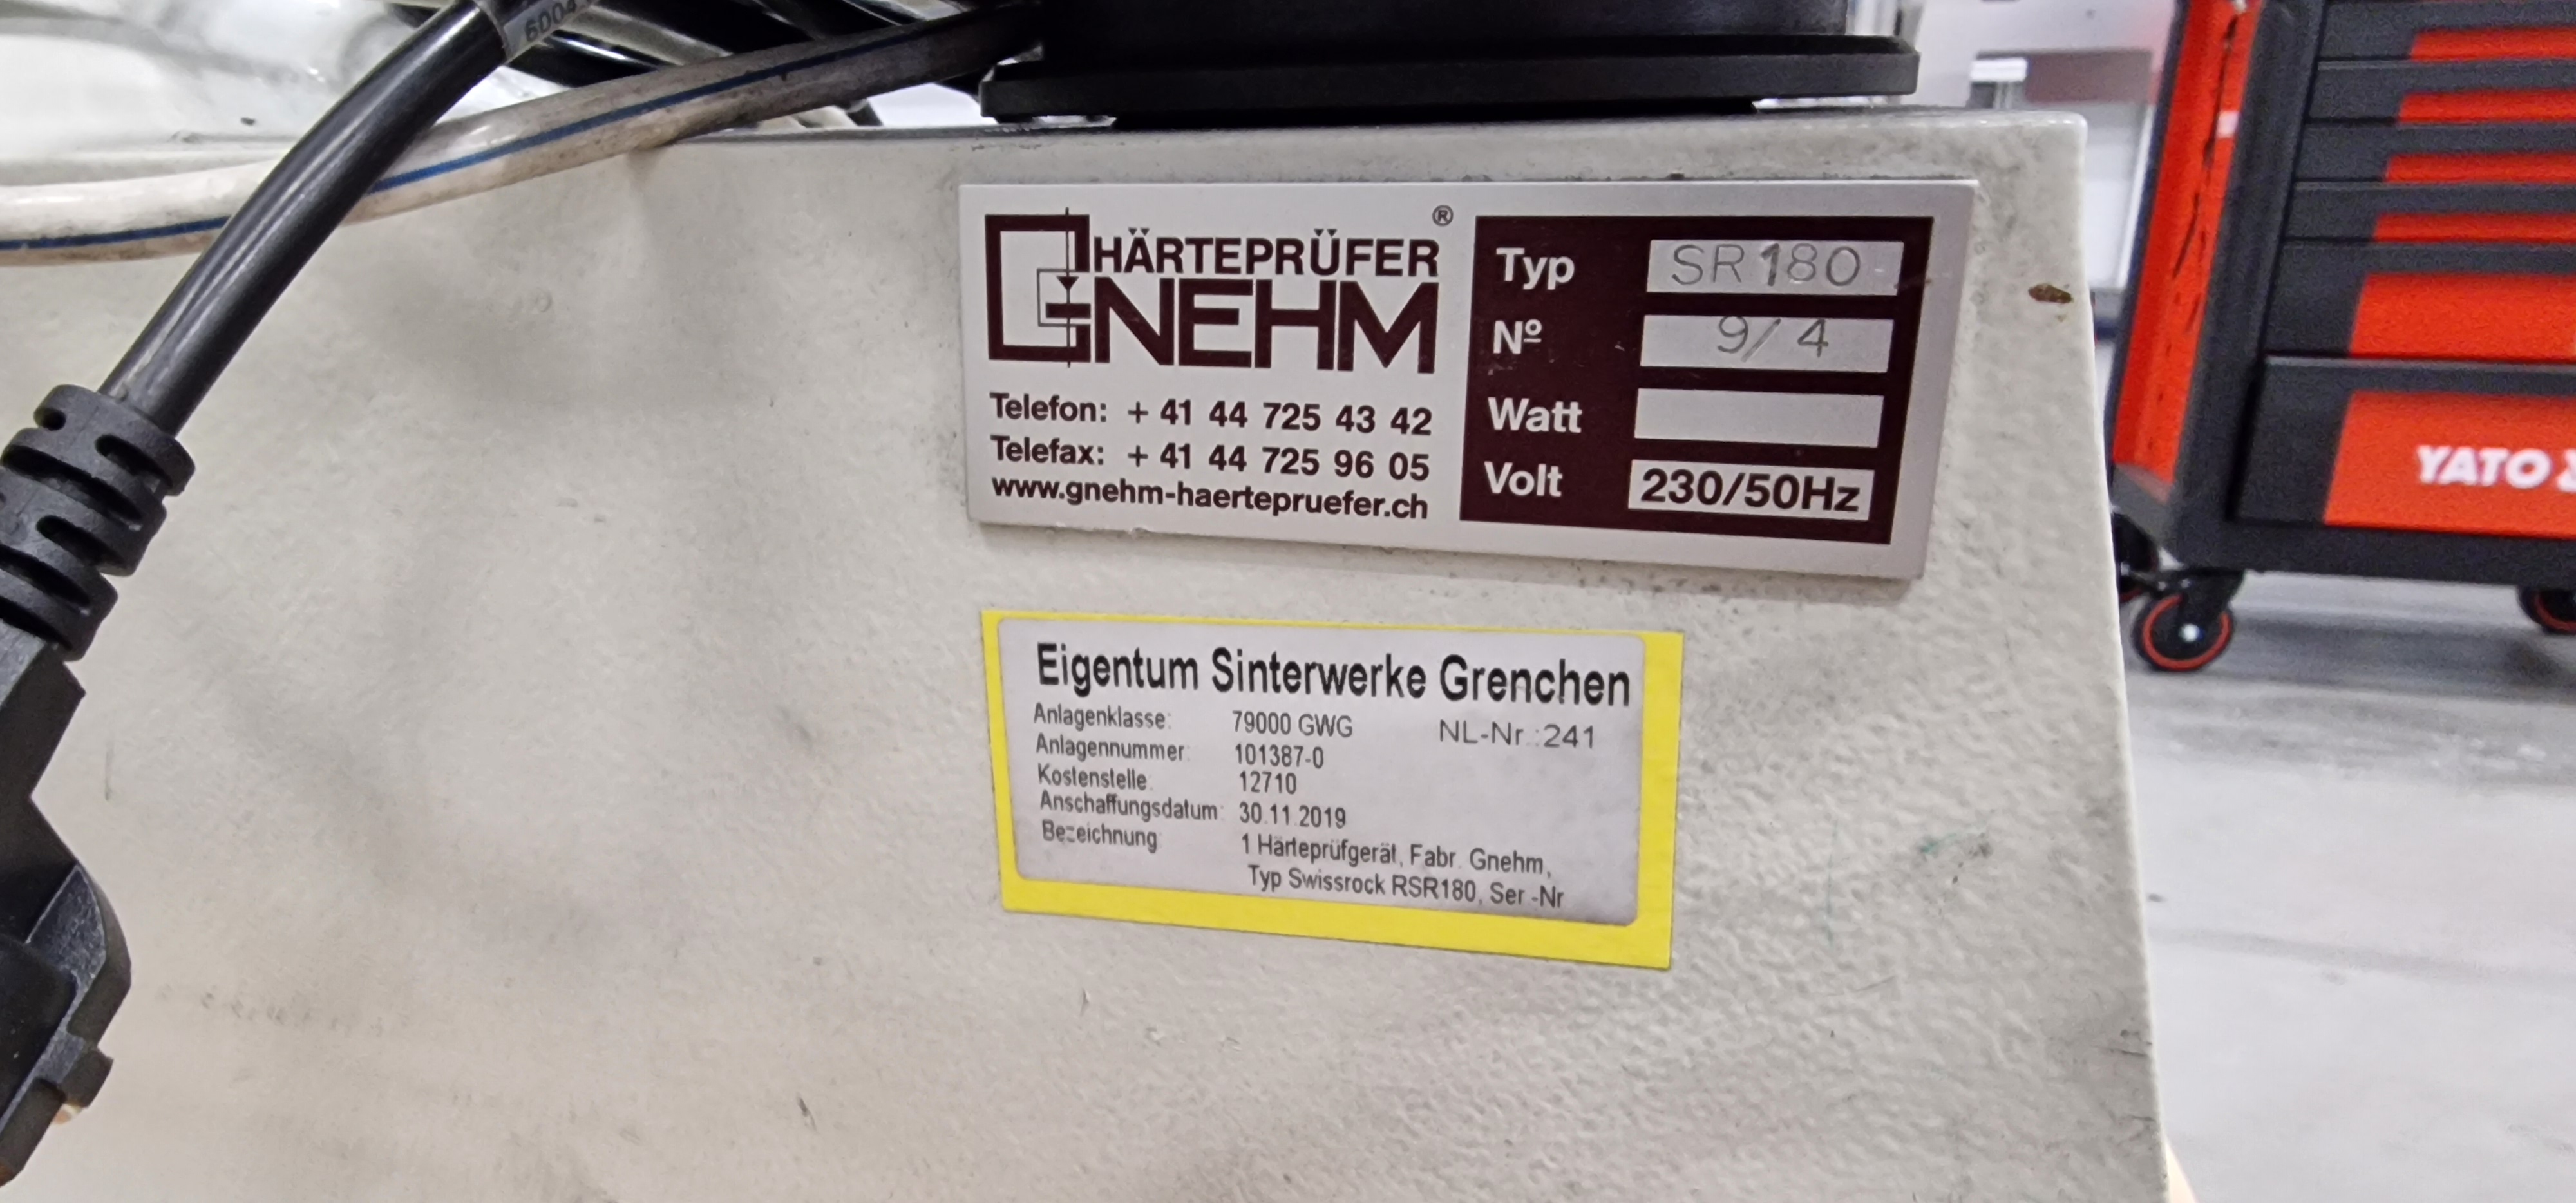 6004
HÄRTEPRÜFER ®
GNEHM
Telefon: + 41 44 725 43 42
Telefax: + 41 44 725 96 05
www.gnehm-haertepruefer.ch
Typ SR180
Nº 9/4
Watt
Volt 230/50Hz
Eigentum Sinterwerke Grenchen
Anlagenklasse: 79000 GWG NL-Nr.:241
Anlagennummer: 101387-0
Kostenstelle: 12710
Anschaffungsdatum: 30.11.2019
Bezeichnung: 1 Härteprüfgerät, Fabr. Gnehm,
Typ Swissrock RSR180, Ser.-Nr
YATO